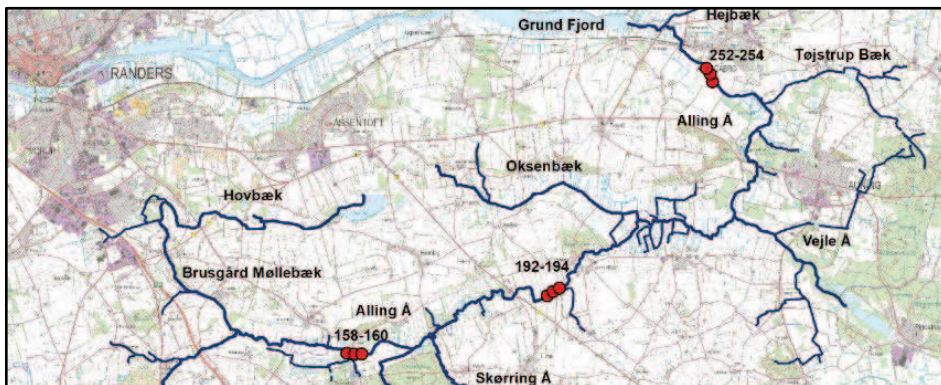 Hejbæk
Grund Fjord
252-254
Tøjstrup Bæk
RANDERS
Alling Å
ASSENTOFT
Oksenbæk
Hovbæk
Vejle Å
192-194
Brusgård Møllebæk
Alling Å
158-160
Skørring Å